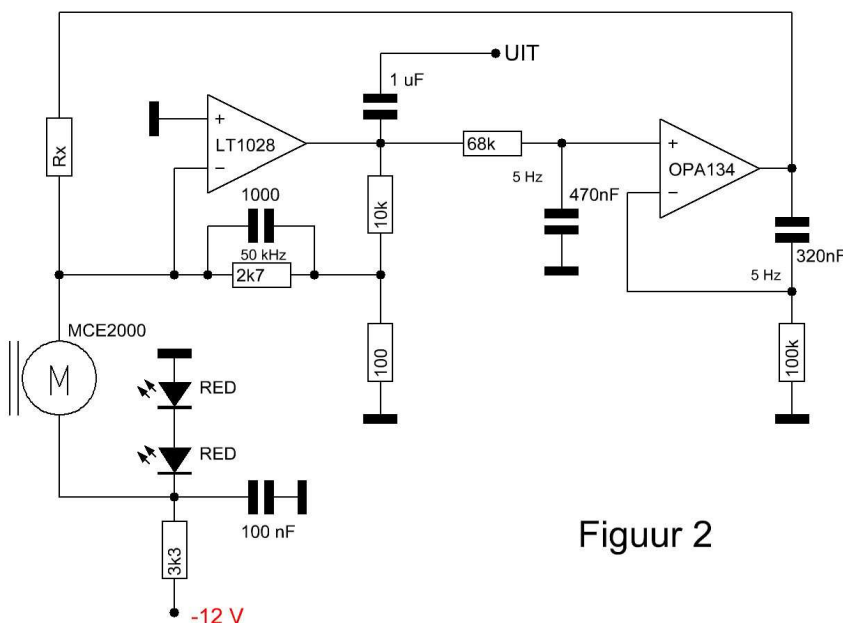 UIT
1 uF
+
LT1028
−
Rx
68k
5 Hz
470nF
+
OPA134
−
1000
10k
50 kHz
2k7
320nF
5 Hz
MCE2000
M
100
100k
RED
RED
100 nF
3k3
-12 V
Figuur 2